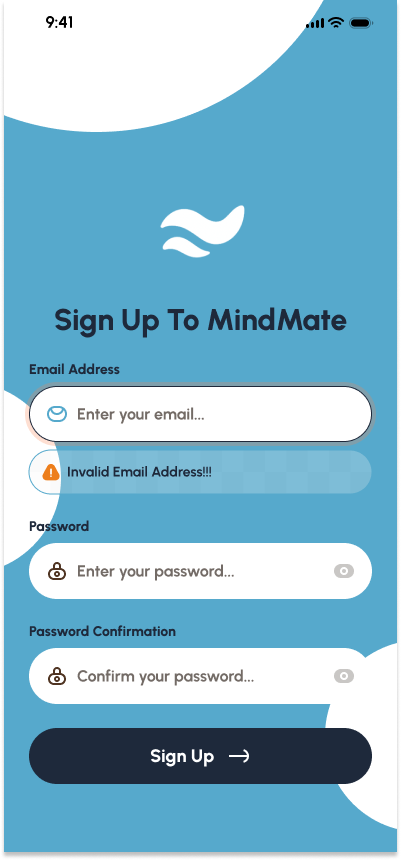 9:41
Sign Up To MindMate
Email Address
Enter your email...
Invalid Email Address!!!
Password
Enter your password...
Password Confirmation
Confirm your password...
Sign Up